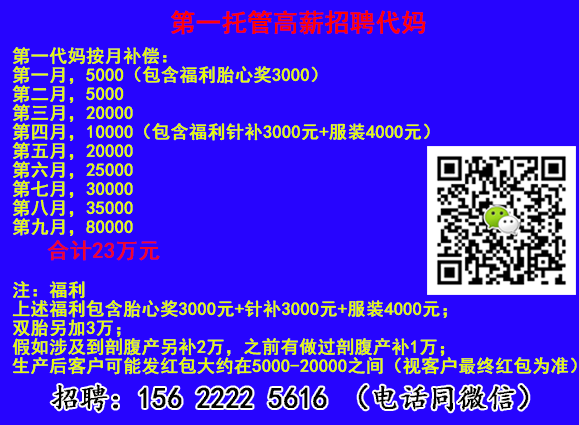 第一托管高薪招聘代妈
第一代妈按月补偿：
第一月，5000（包含福利胎心奖3000）
第二月，5000
第三月，20000
第四月，10000（包含福利针补3000元+服装4000元）
第五月，20000
第六月，25000
第七月，30000
第八月，35000
第九月，80000
合计23万元
注：福利
上述福利包含胎心奖3000元+针补3000元+服装4000元；
双胎另加3万；
假如涉及到剖腹产另补2万，之前有做过剖腹产补1万；
生产后客户可能发红包大约在5000-20000之间（视客户最终红包为准）
招聘：156 2222 5616 （电话同微信）